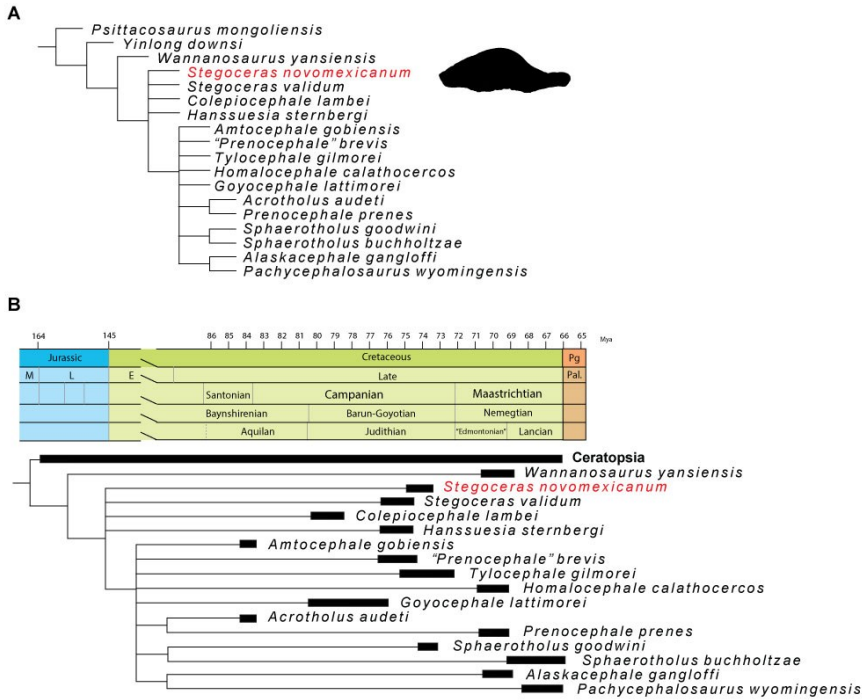 A
Psittacosaurus mongoliensis
Yinlong downsi
Wannanosaurus yansiensis
Stegoceras novomexicanum
Stegoceras validum
Colepiocephale lambei
Hanssuesia sternbergi
Amtocephale gobiensis
"Prenocephale" brevis
Tylocephale gilmorei
Homalocephale calathocercos
Goyocephale lattimorei
Acrotholus audeti
Prenocephale prenes
Sphaerotholus goodwini
Sphaerotholus buchholtzae
Alaskacephale gangloffi
Pachycephalosaurus wyomingensis
B
164 145 86 85 84 83 82 81 80 79 78 77 76 75 74 73 72 71 70 69 68 67 66 65 Mya
Jurassic Cretaceous Pg
M L E Late Pal.
Santonian Campanian Maastrichtian
Baynshirenian Barun-Goyotian Nemegtian
Aquilan Judithian "Edmontonian" Lancian
Ceratopsia
Wannanosaurus yansiensis
Stegoceras novomexicanum
Stegoceras validum
Colepiocephale lambei
Hanssuesia sternbergi
Amtocephale gobiensis
"Prenocephale" brevis
Tylocephale gilmorei
Homalocephale calathocercos
Goyocephale lattimorei
Acrotholus audeti
Prenocephale prenes
Sphaerotholus goodwini
Sphaerotholus buchholtzae
Alaskacephale gangloffi
Pachycephalosaurus wyomingensis